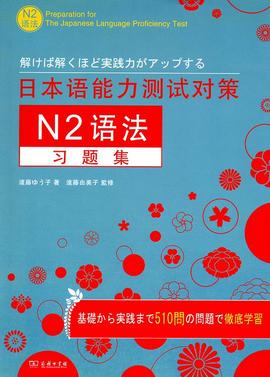 N2
语法
Preparation for
The Japanese Language Proficiency Test
解けば解くほど実践力がアップする
日本语能力测试对策
N2语法
习题集
遠藤ゆう子 著 遠藤由美子 監修
基礎から実践まで510問の問題で徹底学習
商务印书馆